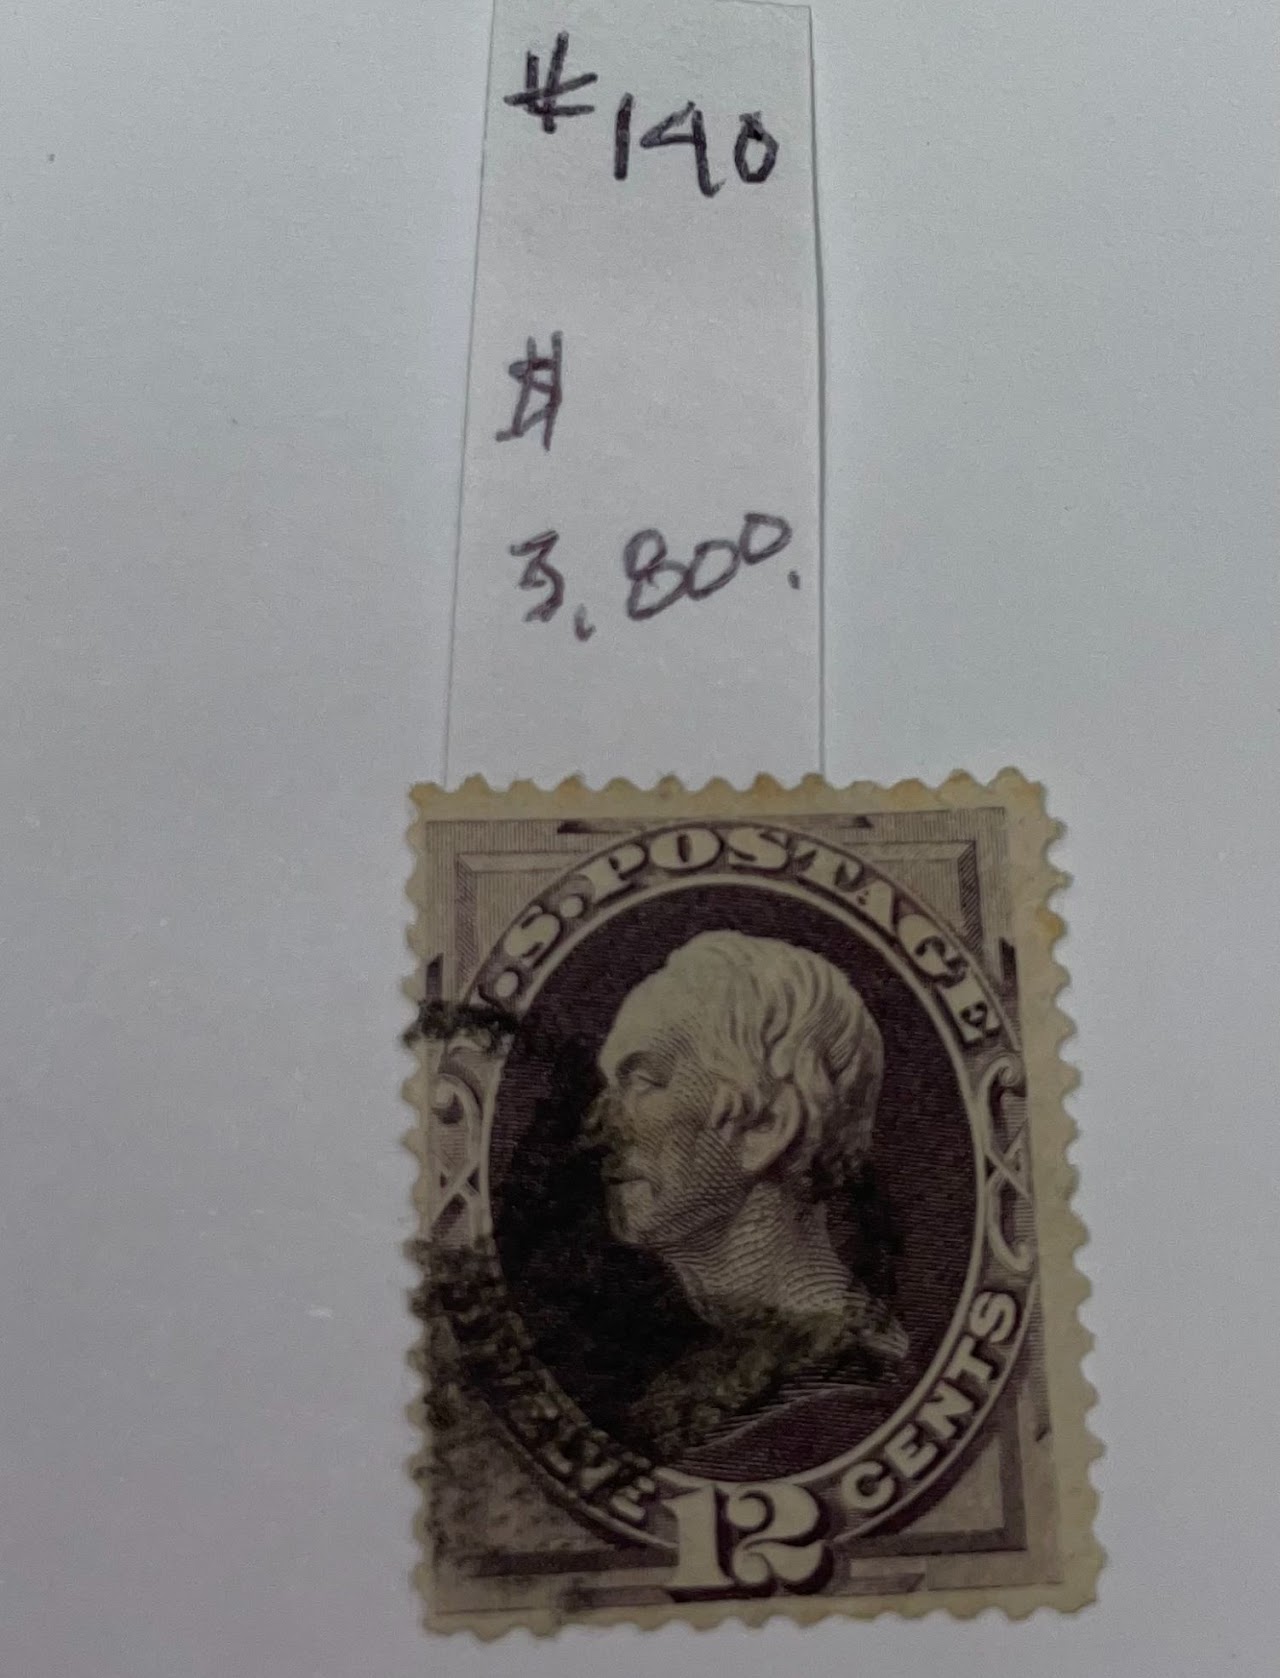 #140
$
3,800.
U.S. POSTAGE
TWELVE 12 CENTS